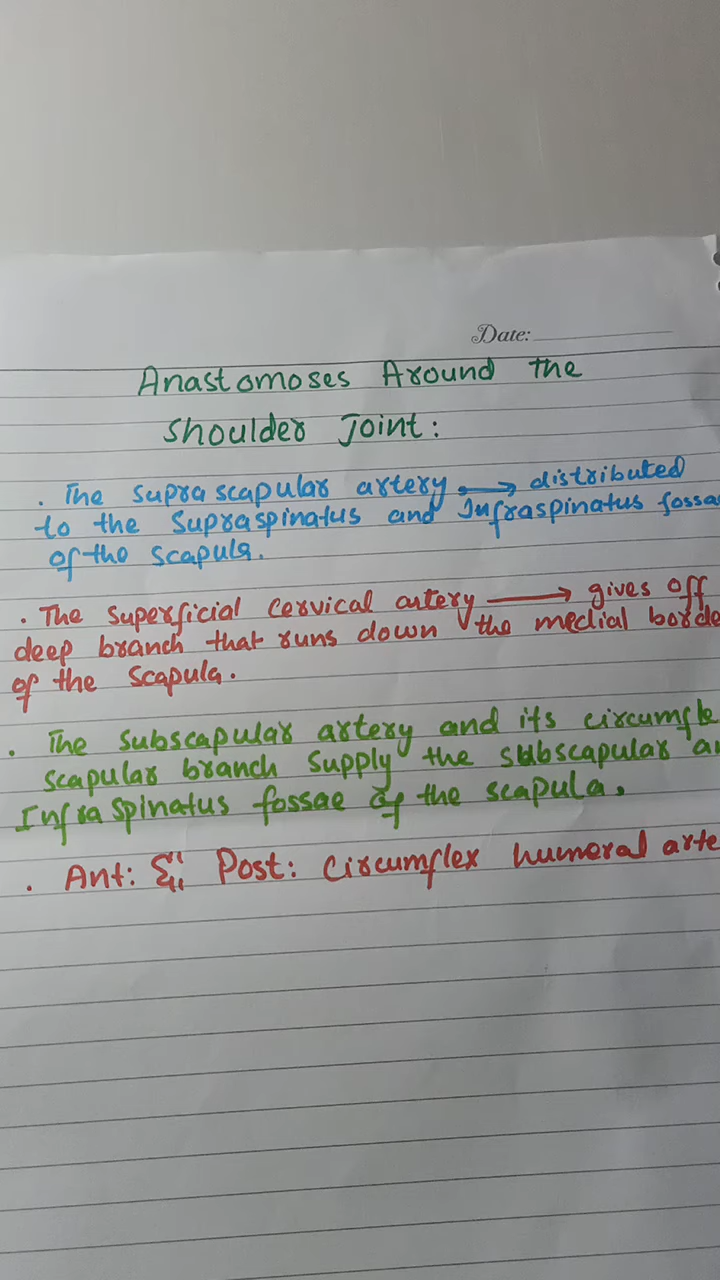 Date:
Anastomoses Around the
Shoulder Joint:
. The suprascapular artery → distributed
to the Supraspinatus and Infraspinatus fossa
of the scapula.
. The superficial cervical artery → gives off
deep branch that runs down the medial borde
of the scapula.
. The subscapular artery and its circumfle
scapular branch supply the subscapular a
Infraspinatus fossae of the scapula.
. Ant: & Post: circumflex humeral arte